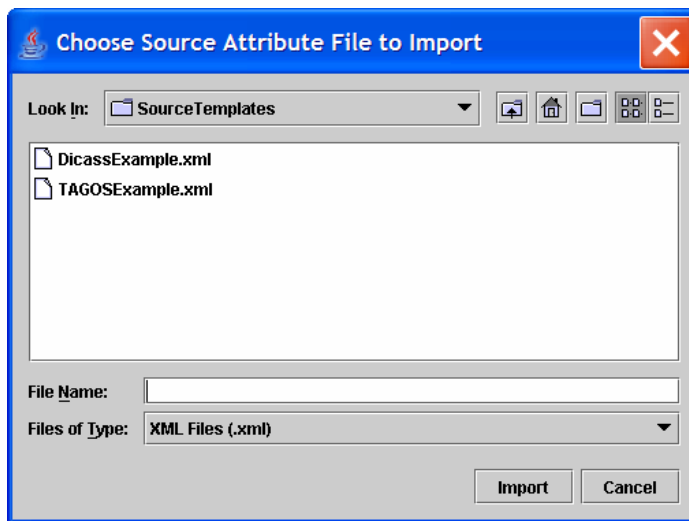 Choose Source Attribute File to Import
Look In: SourceTemplates
DicassExample.xml
TAGOSExample.xml
File Name:
Files of Type: XML Files (.xml)
Import Cancel